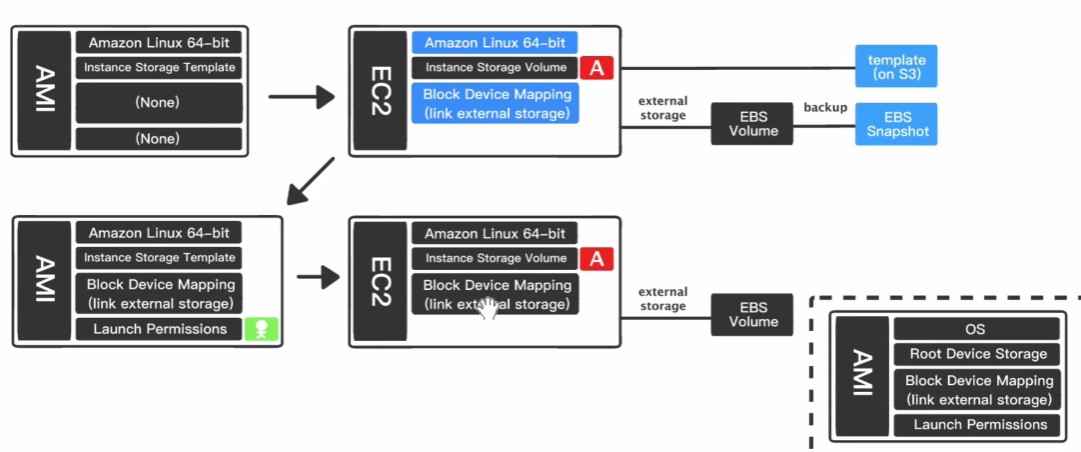 AMI
Amazon Linux 64-bit
Instance Storage Template
(None)
(None)
EC2
Amazon Linux 64-bit
Instance Storage Volume
A
Block Device Mapping
(link external storage)
template
(on S3)
external
storage
EBS
Volume
backup
EBS
Snapshot
AMI
Amazon Linux 64-bit
Instance Storage Template
Block Device Mapping
(link external storage)
Launch Permissions
EC2
Amazon Linux 64-bit
Instance Storage Volume
A
Block Device Mapping
(link external storage)
external
storage
EBS
Volume
AMI
OS
Root Device Storage
Block Device Mapping
(link external storage)
Launch Permissions